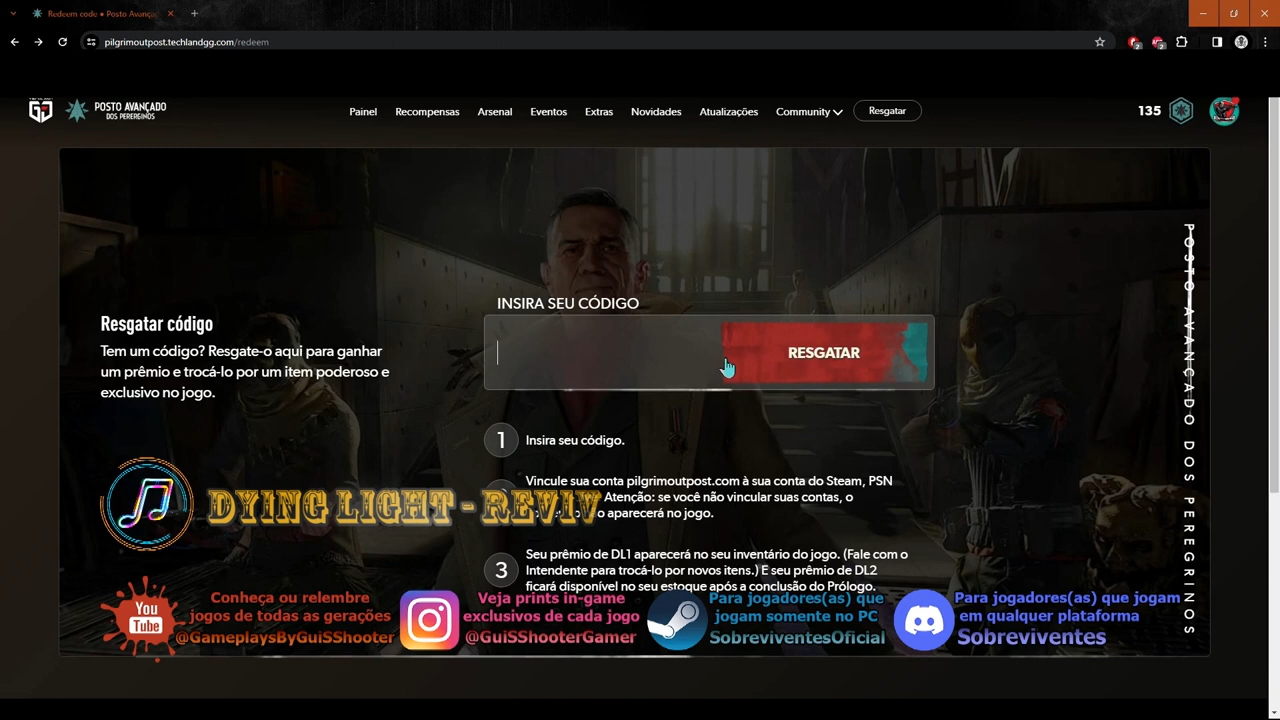 Redeem code • Posto Avança
pilgrimoutpost.techlandgg.com/redeem
2
2
POSTO AVANÇADO
DOS PEREGRINOS
Painel
Recompensas
Arsenal
Eventos
Extras
Novidades
Atualizações
Community
Resgatar
135
INSIRA SEU CÓDIGO
RESGATAR
Resgatar código
Tem um código? Resgate-o aqui para ganhar
um prêmio e trocá-lo por um item poderoso e
exclusivo no jogo.
1
Insira seu código.
Vincule sua conta pilgrimoutpost.com à sua conta do Steam, PSN
Atenção: se você não vincular suas contas, o
o aparecerá no jogo.
3
Seu prêmio de DL1 aparecerá no seu inventário do jogo. (Fale com o
Intendente para trocá-lo por novos itens.) E seu prêmio de DL2
ficará disponível no seu estoque após a conclusão do Prólogo.
POSTO AVANÇADO DOS PEREGRINOS
DYING LIGHT - REVIV
You
Tube
Conheça ou relembre
jogos de todas as gerações
@GameplaysByGuiSShooter
Veja prints in-game
exclusivos de cada jogo
@GuiSShooterGamer
Para jogadores(as) que
jogam somente no PC
SobreviventesOficial
Para jogadores(as) que jogam
em qualquer plataforma
Sobreviventes